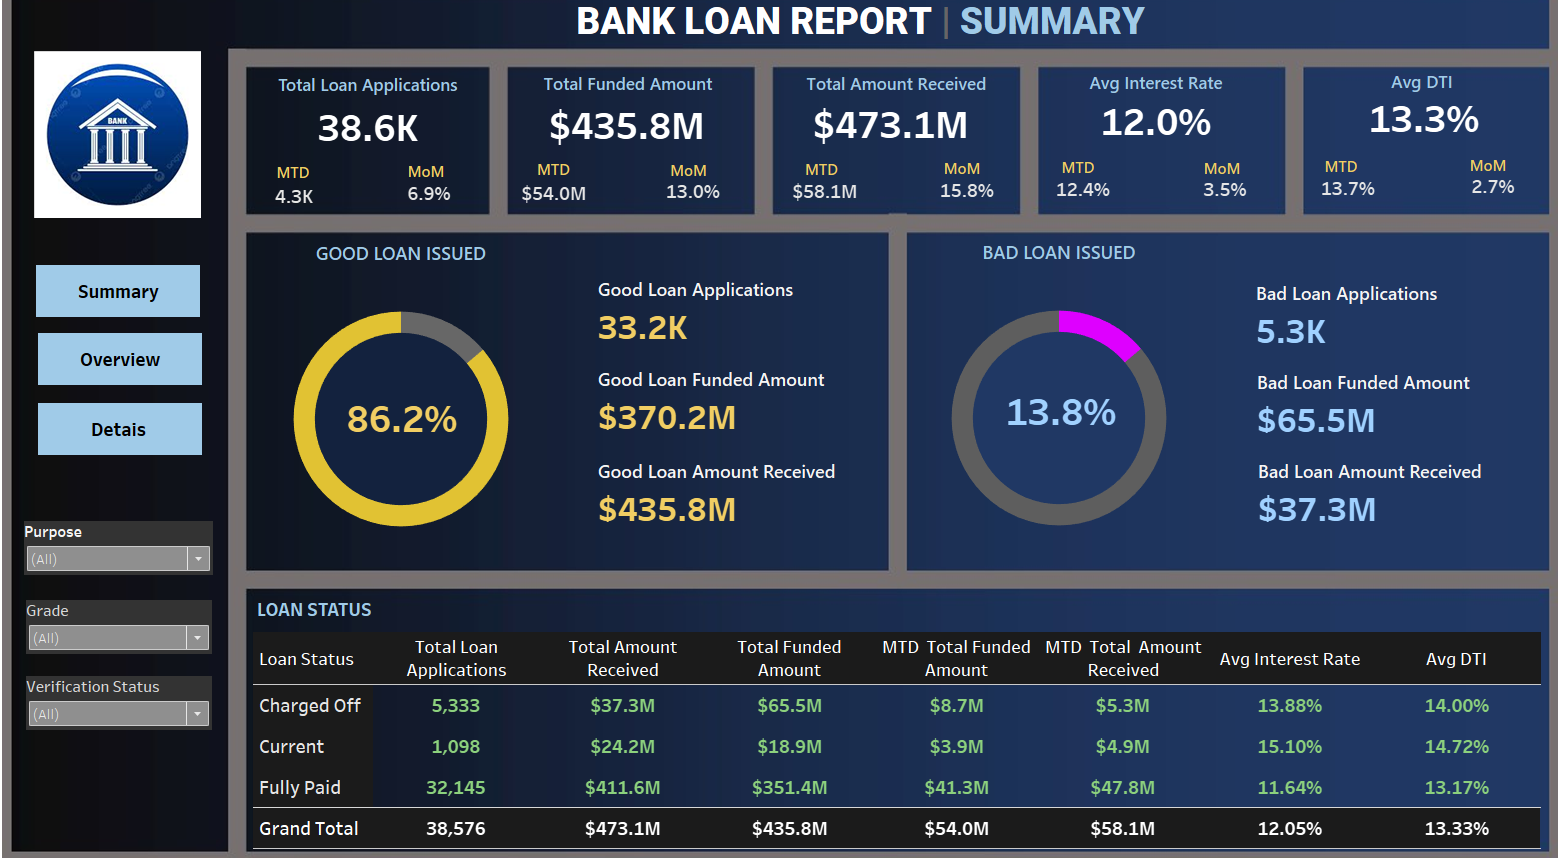 BANK LOAN REPORT | SUMMARY
BANK
Summary
Overview
Detais
Purpose
(All)
Grade
(All)
Verification Status
(All)
Total Loan Applications
38.6K
MTD MoM
4.3K 6.9%
Total Funded Amount
$435.8M
MTD MoM
$54.0M 13.0%
Total Amount Received
$473.1M
MTD MoM
$58.1M 15.8%
Avg Interest Rate
12.0%
MTD MoM
12.4% 3.5%
Avg DTI
13.3%
MTD MoM
13.7% 2.7%
GOOD LOAN ISSUED
86.2%
Good Loan Applications
33.2K
Good Loan Funded Amount
$370.2M
Good Loan Amount Received
$435.8M
BAD LOAN ISSUED
13.8%
Bad Loan Applications
5.3K
Bad Loan Funded Amount
$65.5M
Bad Loan Amount Received
$37.3M
LOAN STATUS
Loan Status Total Loan Applications Total Amount Received Total Funded Amount MTD Total Funded Amount MTD Total Amount Received Avg Interest Rate Avg DTI
Charged Off 5,333 $37.3M $65.5M $8.7M $5.3M 13.88% 14.00%
Current 1,098 $24.2M $18.9M $3.9M $4.9M 15.10% 14.72%
Fully Paid 32,145 $411.6M $351.4M $41.3M $47.8M 11.64% 13.17%
Grand Total 38,576 $473.1M $435.8M $54.0M $58.1M 12.05% 13.33%